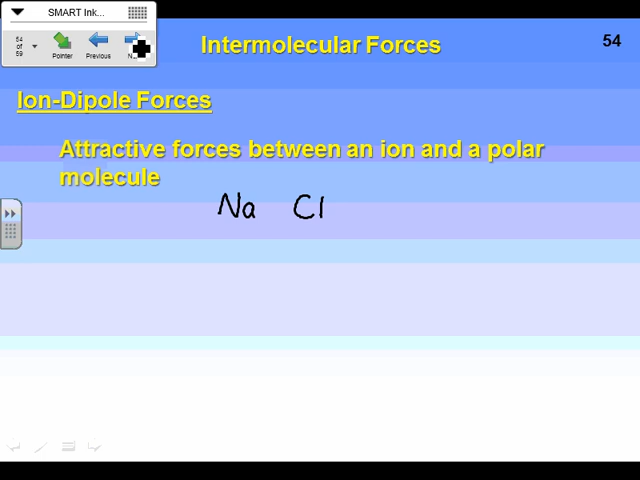 SMART Ink...
54
of
59
Pointer
Previous
Intermolecular Forces
54
Ion-Dipole Forces
Attractive forces between an ion and a polar
molecule
Na Cl